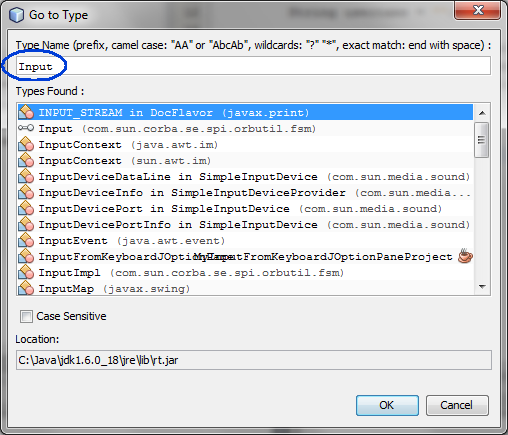 Go to Type
Type Name (prefix, camel case: "AA" or "AbcAb", wildcards: "?" "*", exact match: end with space) :
Input
Types Found :
INPUT_STREAM in DocFlavor (javax.print)
Input (com.sun.corba.se.spi.orbutil.fsm)
InputContext (java.awt.im)
InputContext (sun.awt.im)
InputDeviceDataLine in SimpleInputDevice (com.sun.media.sound)
InputDeviceInfo in SimpleInputDeviceProvider (com.sun.media...
InputDevicePort in SimpleInputDevice (com.sun.media.sound)
InputDevicePortInfo in SimpleInputDevice (com.sun.media.sound)
InputEvent (java.awt.event)
InputFromKeyboardJOptionPaneProject
InputImpl (com.sun.corba.se.spi.orbutil.fsm)
InputMap (javax.swing)
Case Sensitive
Location:
C:\Java\jdk1.6.0_18\jre\lib\rt.jar
OK Cancel